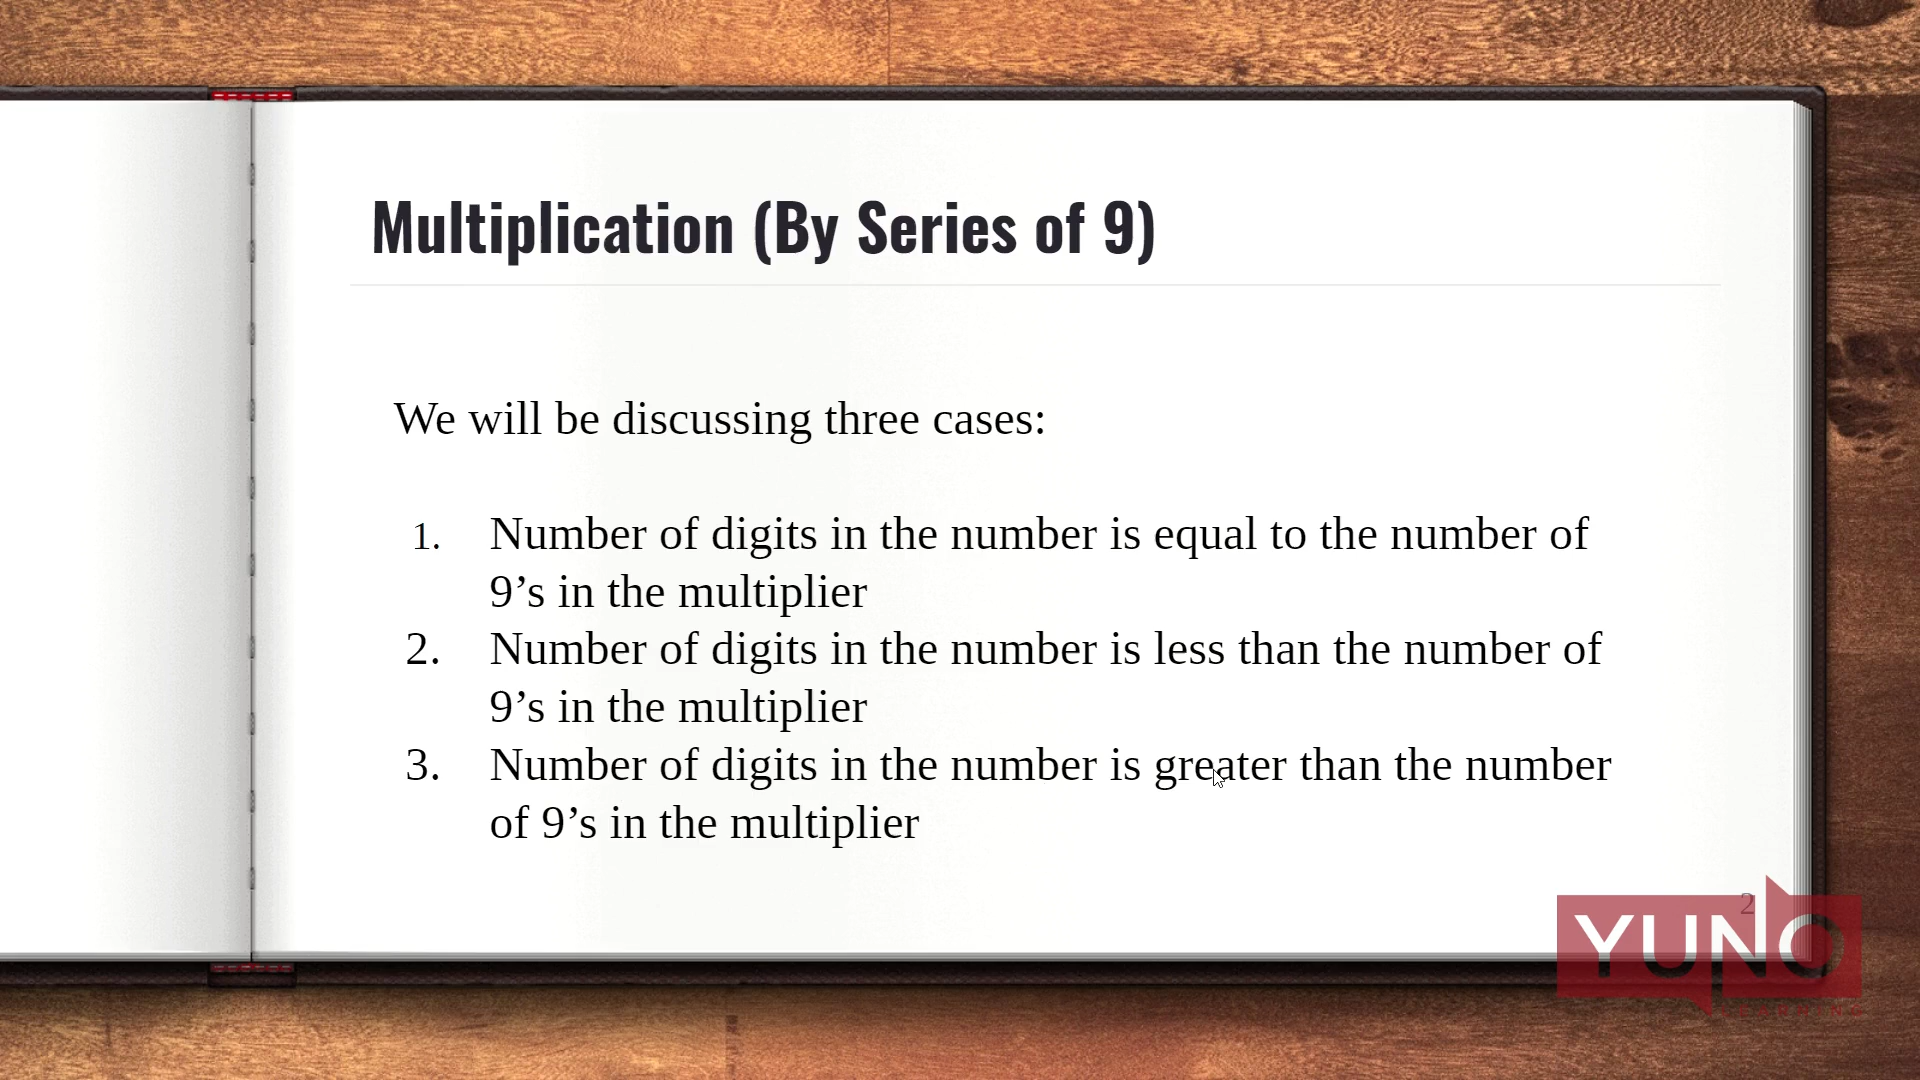 Multiplication (By Series of 9)
We will be discussing three cases:
1. Number of digits in the number is equal to the number of
9’s in the multiplier
2. Number of digits in the number is less than the number of
9’s in the multiplier
3. Number of digits in the number is greater than the number
of 9’s in the multiplier
2
YUNO
LEARNING